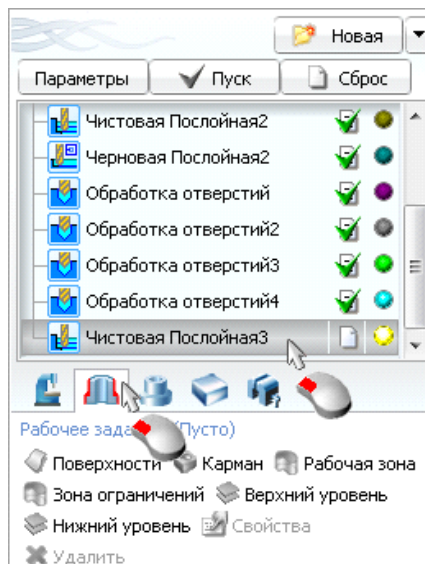 Новая
Параметры Пуск Сброс
Чистовая Послойная2
Черновая Послойная2
Обработка отверстий
Обработка отверстий2
Обработка отверстий3
Обработка отверстий4
Чистовая Послойная3
Рабочее (Пусто)
Поверхности Карман Рабочая зона
Зона ограничений Верхний уровень
Нижний уровень Свойства
Удалить